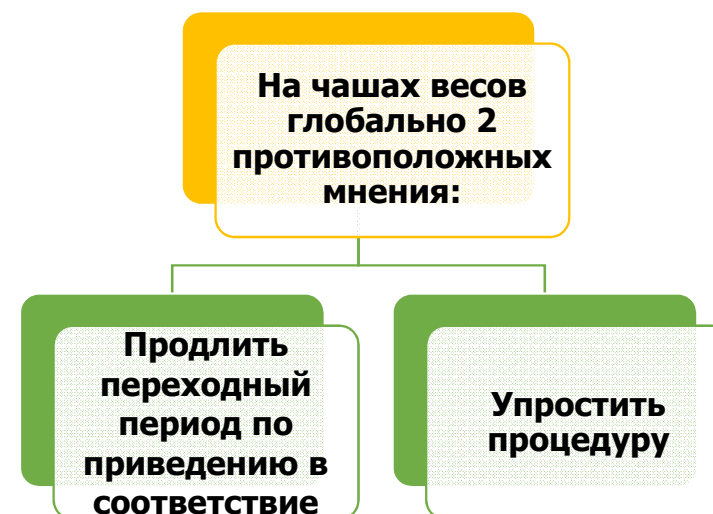 На чашах весов
глобально 2
противоположных
мнения:
Продлить
переходный
период по
приведению в
соответствие
Упростить
процедуру